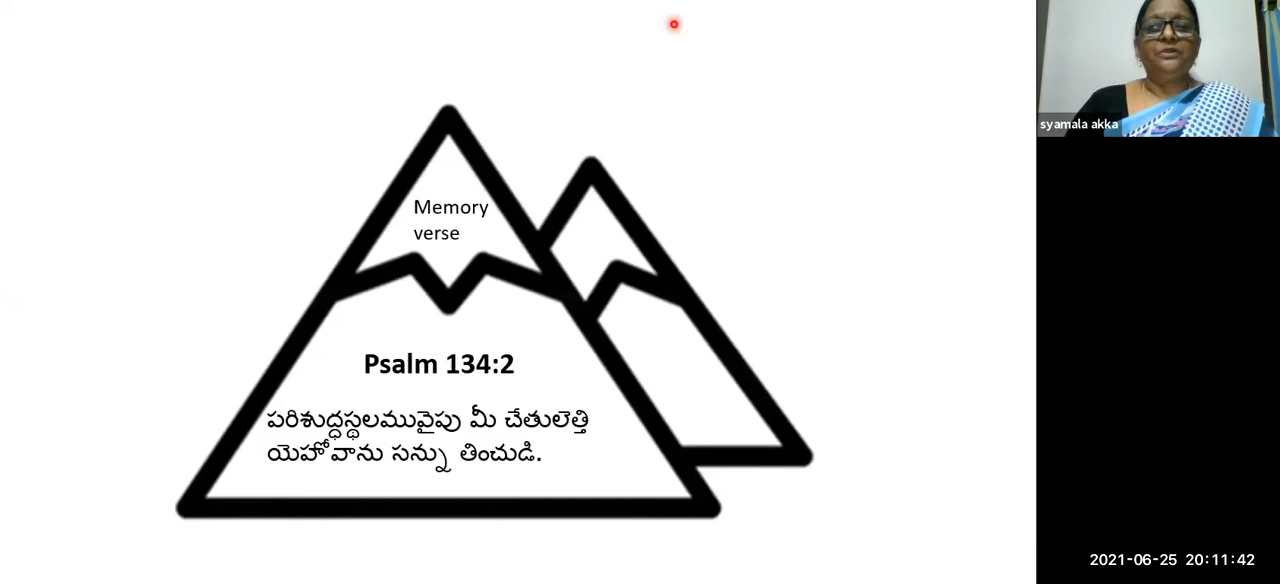 Memory
verse
Psalm 134:2
పరిశుద్ధస్థలమువైపు మీ చేతులెత్తి
యెహోవాను సన్ను తించుడి.
syamala akka
2021-06-25 20:11:42